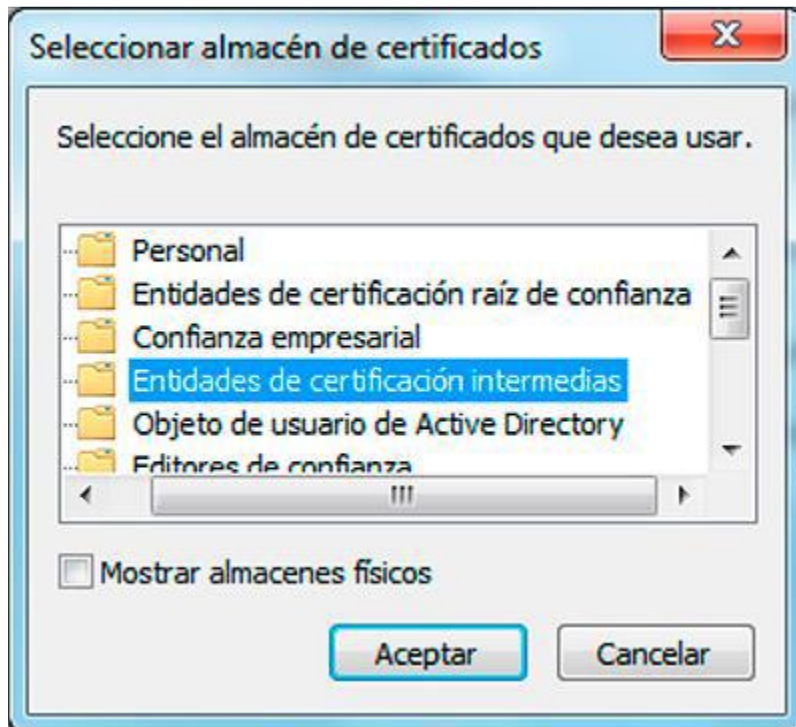 Seleccionar almacén de certificados
Seleccione el almacén de certificados que desea usar.
Personal
Entidades de certificación raíz de confianza
Confianza empresarial
Entidades de certificación intermedias
Objeto de usuario de Active Directory
Editores de confianza
Mostrar almacenes físicos
Aceptar
Cancelar